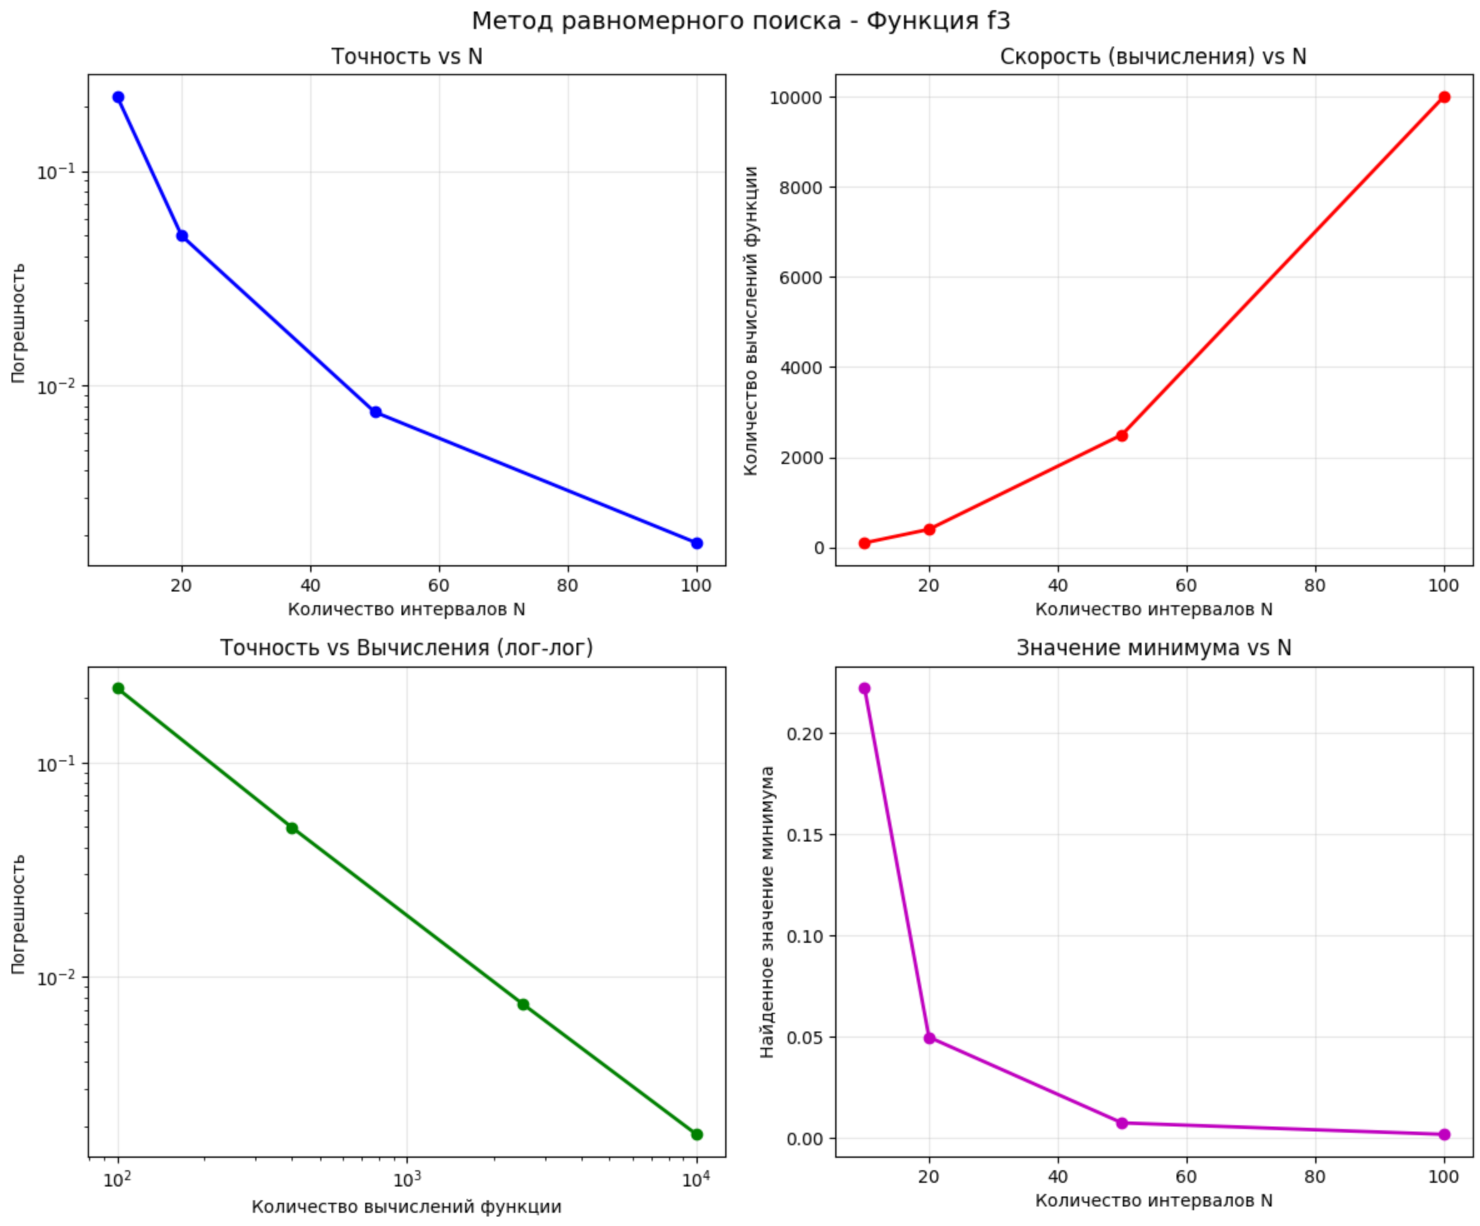 Метод равномерного поиска - Функция f3
Точность vs N
Погрешность
10⁻¹
10⁻²
20
40
60
80
100
Количество интервалов N
Скорость (вычисления) vs N
Количество вычислений функции
10000
8000
6000
4000
2000
0
20
40
60
80
100
Количество интервалов N
Точность vs Вычисления (лог-лог)
Погрешность
10⁻¹
10⁻²
10²
10³
10⁴
Количество вычислений функции
Значение минимума vs N
Найденное значение минимума
0.20
0.15
0.10
0.05
0.00
20
40
60
80
100
Количество интервалов N